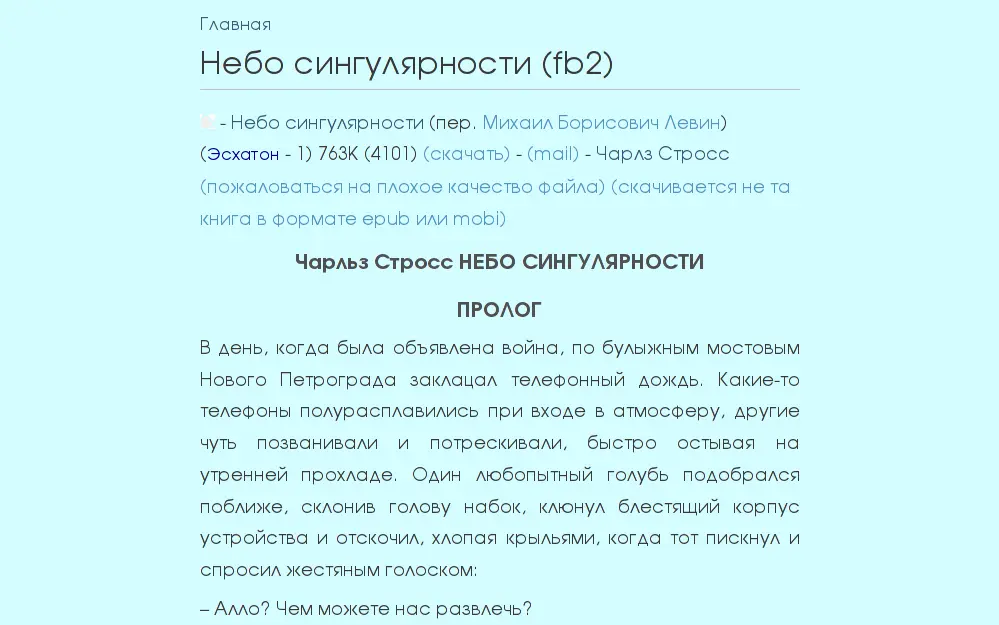 Главная
Небо сингулярности (fb2)
- Небо сингулярности (пер. Михаил Борисович Левин)
(Эсхатон - 1) 763K (4101) (скачать) - (mail) - Чарлз Стросс
(пожаловаться на плохое качество файла) (скачивается не та
книга в формате epub или mobi)
Чарльз Стросс НЕБО СИНГУЛЯРНОСТИ
ПРОЛОГ
В день, когда была объявлена война, по булыжным мостовым
Нового Петрограда заклацал телефонный дождь. Какие-то
телефоны полурасплавились при входе в атмосферу, другие
чуть позванивали и потрескивали, быстро остывая на
утренней прохладе. Один любопытный голубь подобрался
поближе, склонив голову набок, клюнул блестящий корпус
устройства и отскочил, хлопая крыльями, когда тот пискнул и
спросил жестяным голоском:
– Алло? Чем можете нас развлечь?